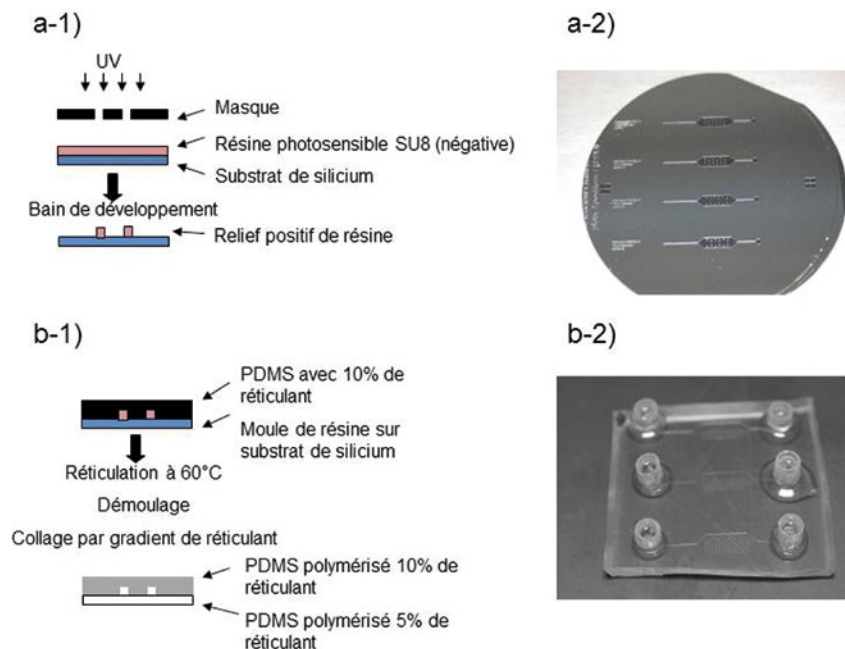 a-1)
a-2)
UV
Masque
Résine photosensible SU8 (négative)
Substrat de silicium
Bain de développement
Relief positif de résine
b-1)
b-2)
PDMS avec 10% de
réticulant
Moule de résine sur
substrat de silicium
Réticulation à 60°C
Démoulage
Collage par gradient de réticulant
PDMS polymérisé 10% de
réticulant
PDMS polymérisé 5% de
réticulant